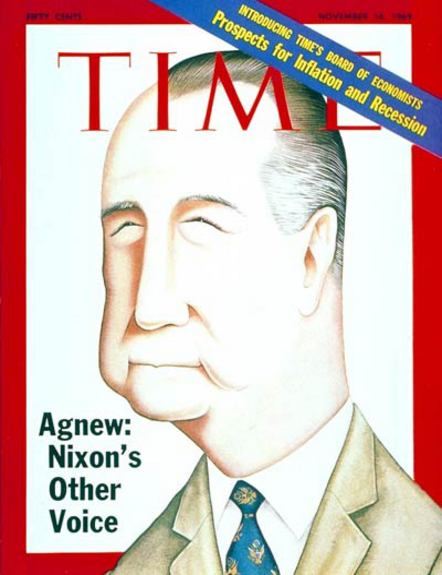 FIFTY CENTS
NOVEMBER 14, 1969
INTRODUCING TIME'S BOARD OF ECONOMISTS
Prospects for Inflation and Recession
TIME
Agnew:
Nixon's
Other
Voice